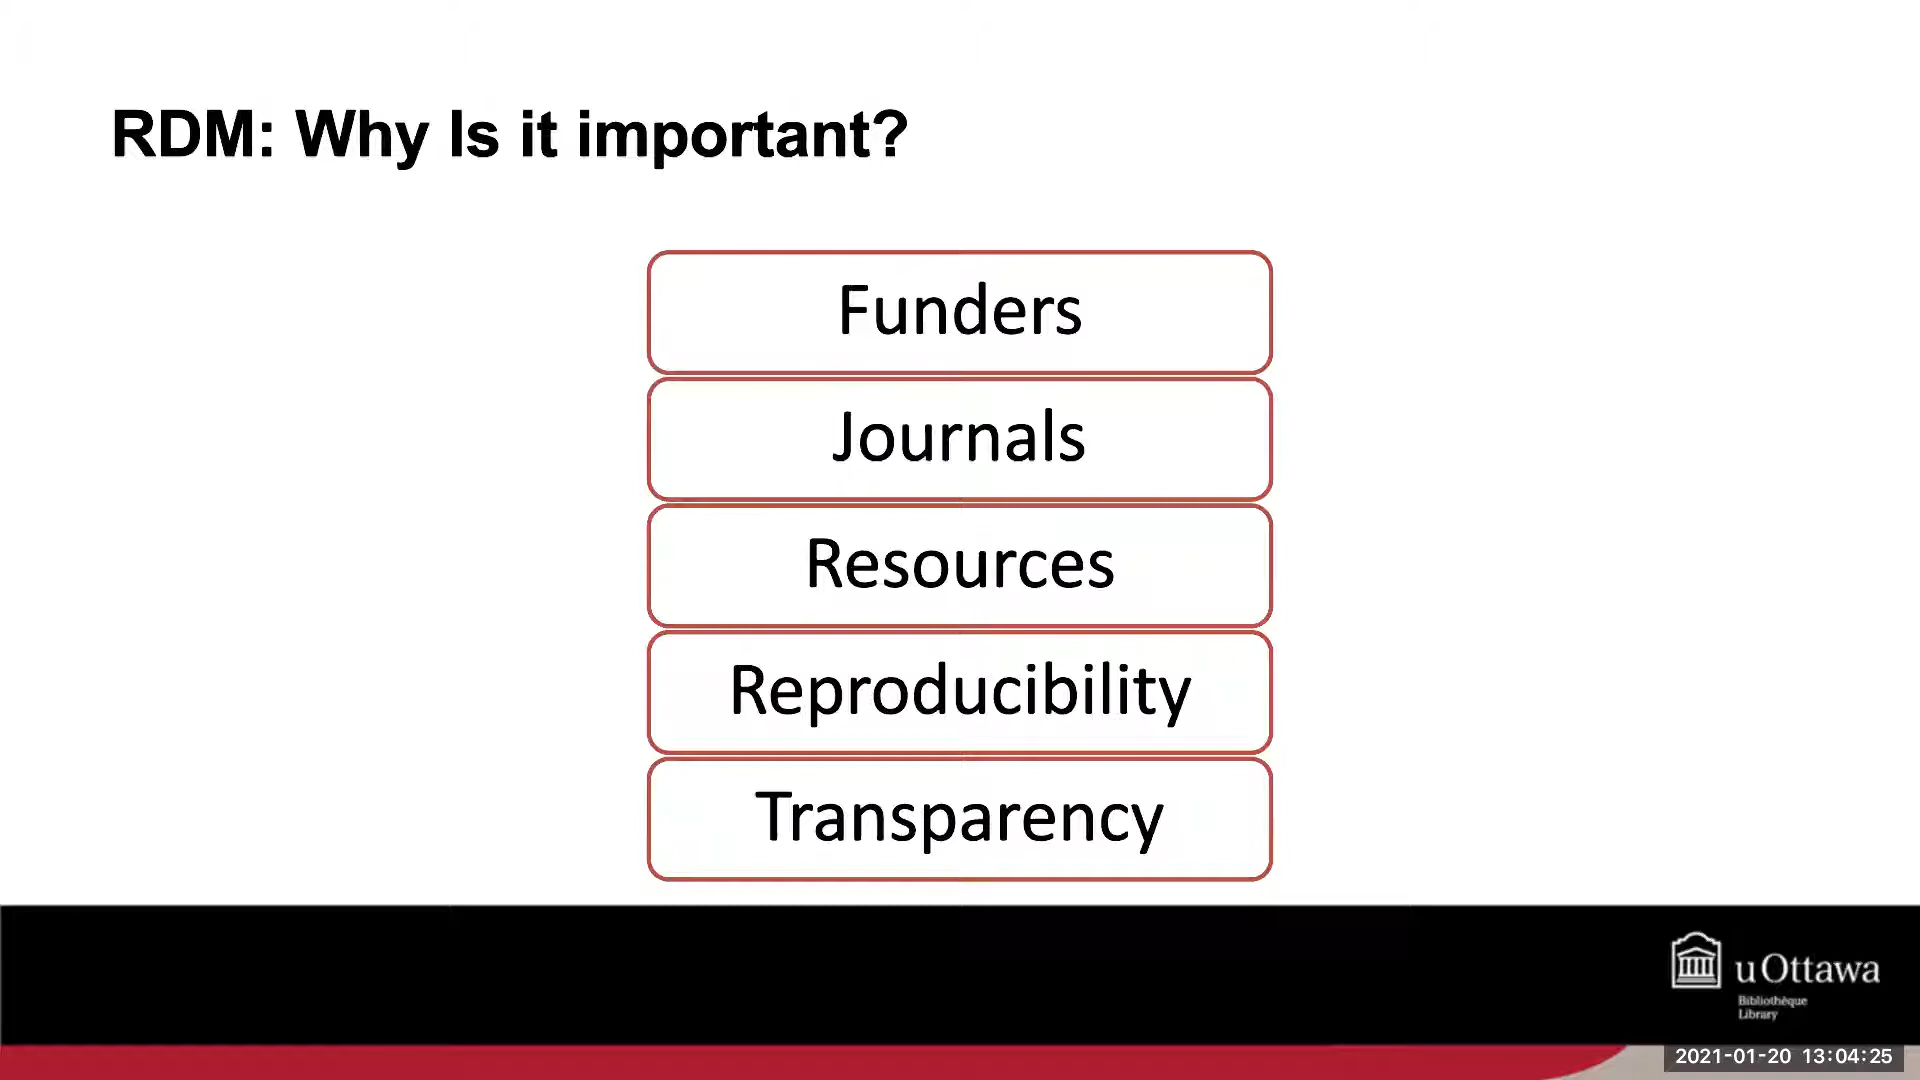 RDM: Why Is it important?
Funders
Journals
Resources
Reproducibility
Transparency
uOttawa
Bibliothèque
Library
2021-01-20 13:04:25